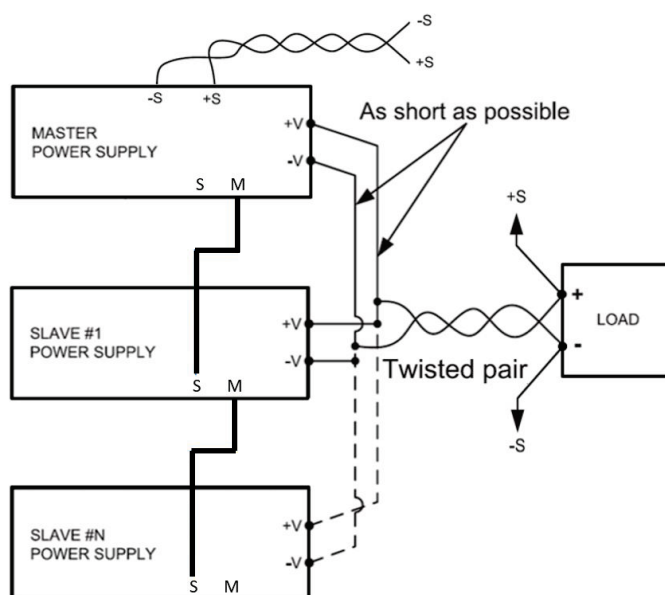 -S
+S
-S +S
MASTER
POWER SUPPLY
+V
-V
S M
As short as possible
+S
SLAVE #1
POWER SUPPLY
+V
-V
S M
+
-
LOAD
Twisted pair
-S
SLAVE #N
POWER SUPPLY
+V
-V
S M